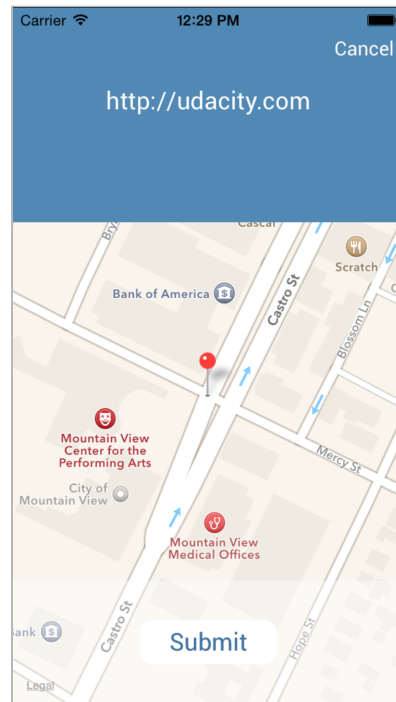 Carrier 12:29 PM
Cancel
http://udacity.com
Cascal
Scratch
Bank of America
Castro St
Blossom Ln
Mountain View
Center for the
Performing Arts
Mercy St
City of
Mountain View
Mountain View
Medical Offices
Castro St
Submit
Hope St
Legal